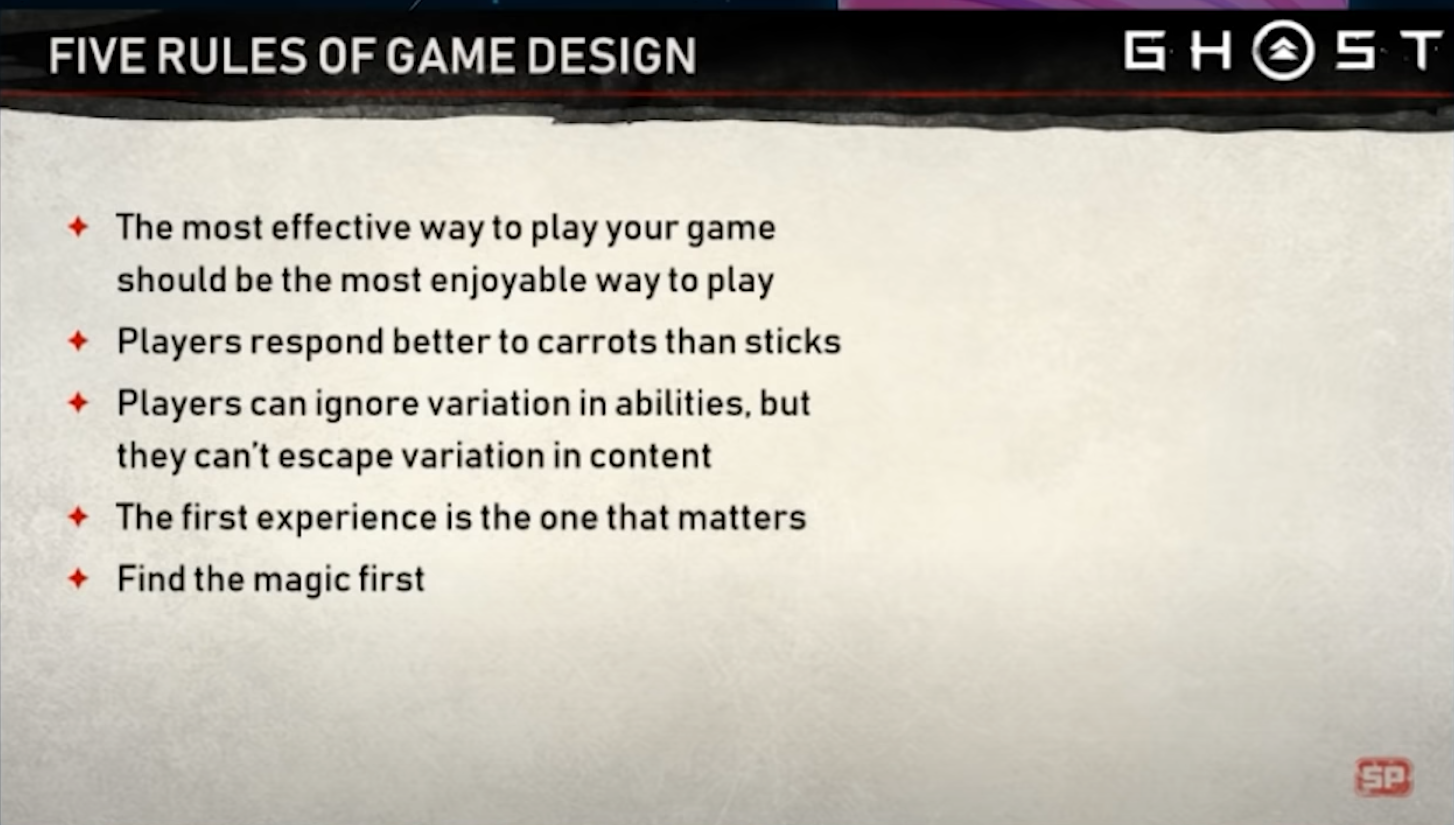 FIVE RULES OF GAME DESIGN
GHOST
The most effective way to play your game
should be the most enjoyable way to play
Players respond better to carrots than sticks
Players can ignore variation in abilities, but
they can't escape variation in content
The first experience is the one that matters
Find the magic first
SP